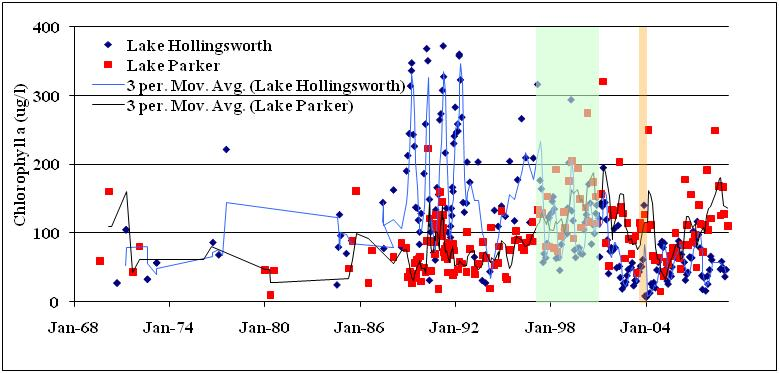 400
300
200
100
0
Chlorophyll a (ug/l)
Lake Hollingsworth
Lake Parker
3 per. Mov. Avg. (Lake Hollingsworth)
3 per. Mov. Avg. (Lake Parker)
Jan-68 Jan-74 Jan-80 Jan-86 Jan-92 Jan-98 Jan-04